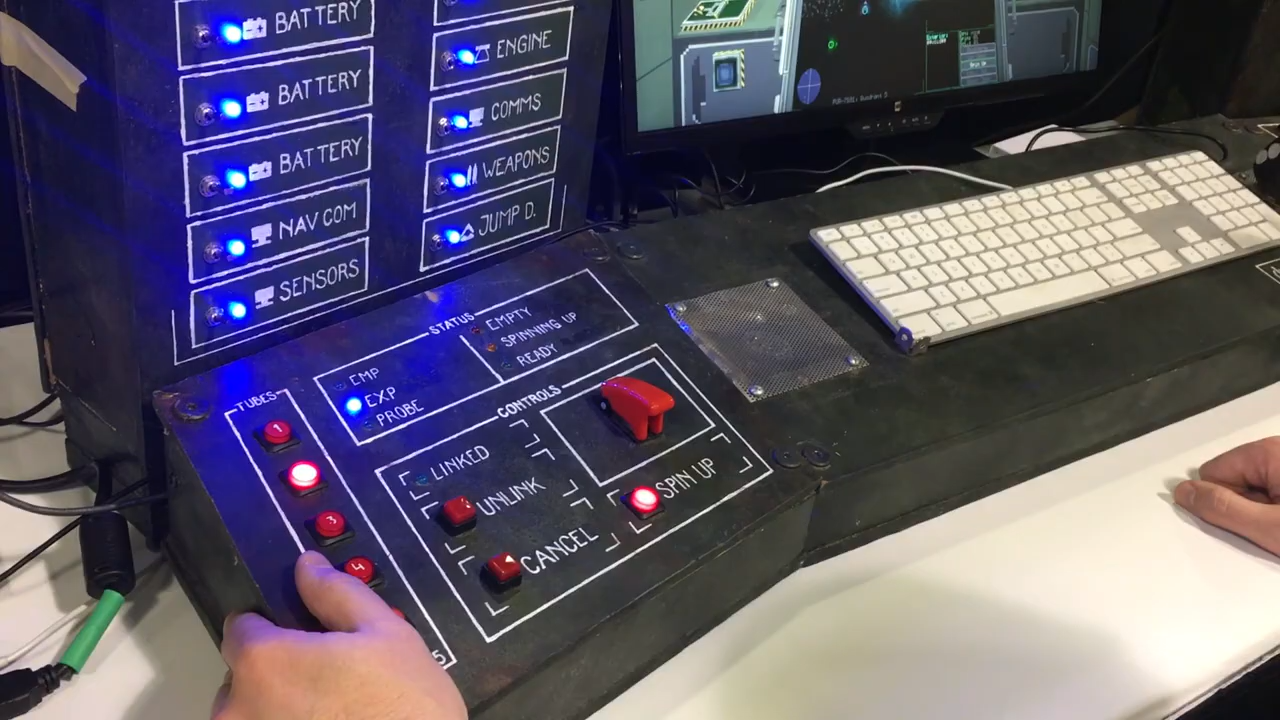 BATTERY
BATTERY
BATTERY
NAV COM
SENSORS
ENGINE
COMMS
WEAPONS
JUMP D.
STATUS
EMPTY
SPINNING UP
READY
EMP
EXP
PROBE
TUBES
1
3
4
5
CONTROLS
LINKED
UNLINK
CANCEL
SPIN UP